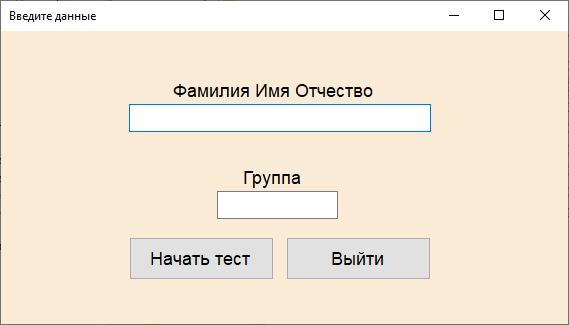 Введите данные
Фамилия Имя Отчество
Группа
Начать тест
Выйти